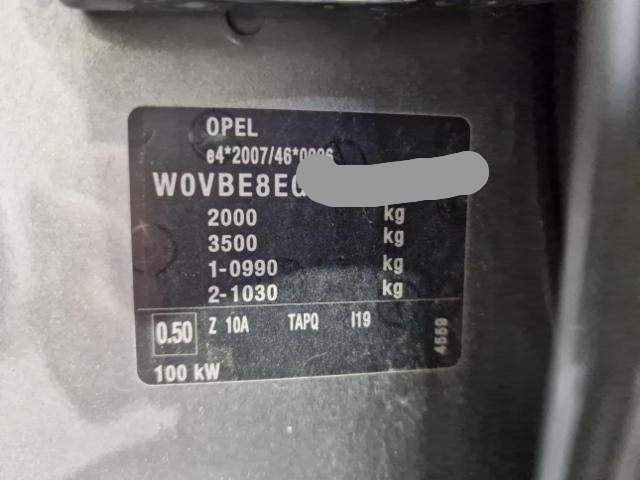 OPEL
e4*2007/46*0
W0VBE8E
2000 kg
3500 kg
1-0990 kg
2-1030 kg
0.50 Z 10A TAPQ I19
4559
100 kW